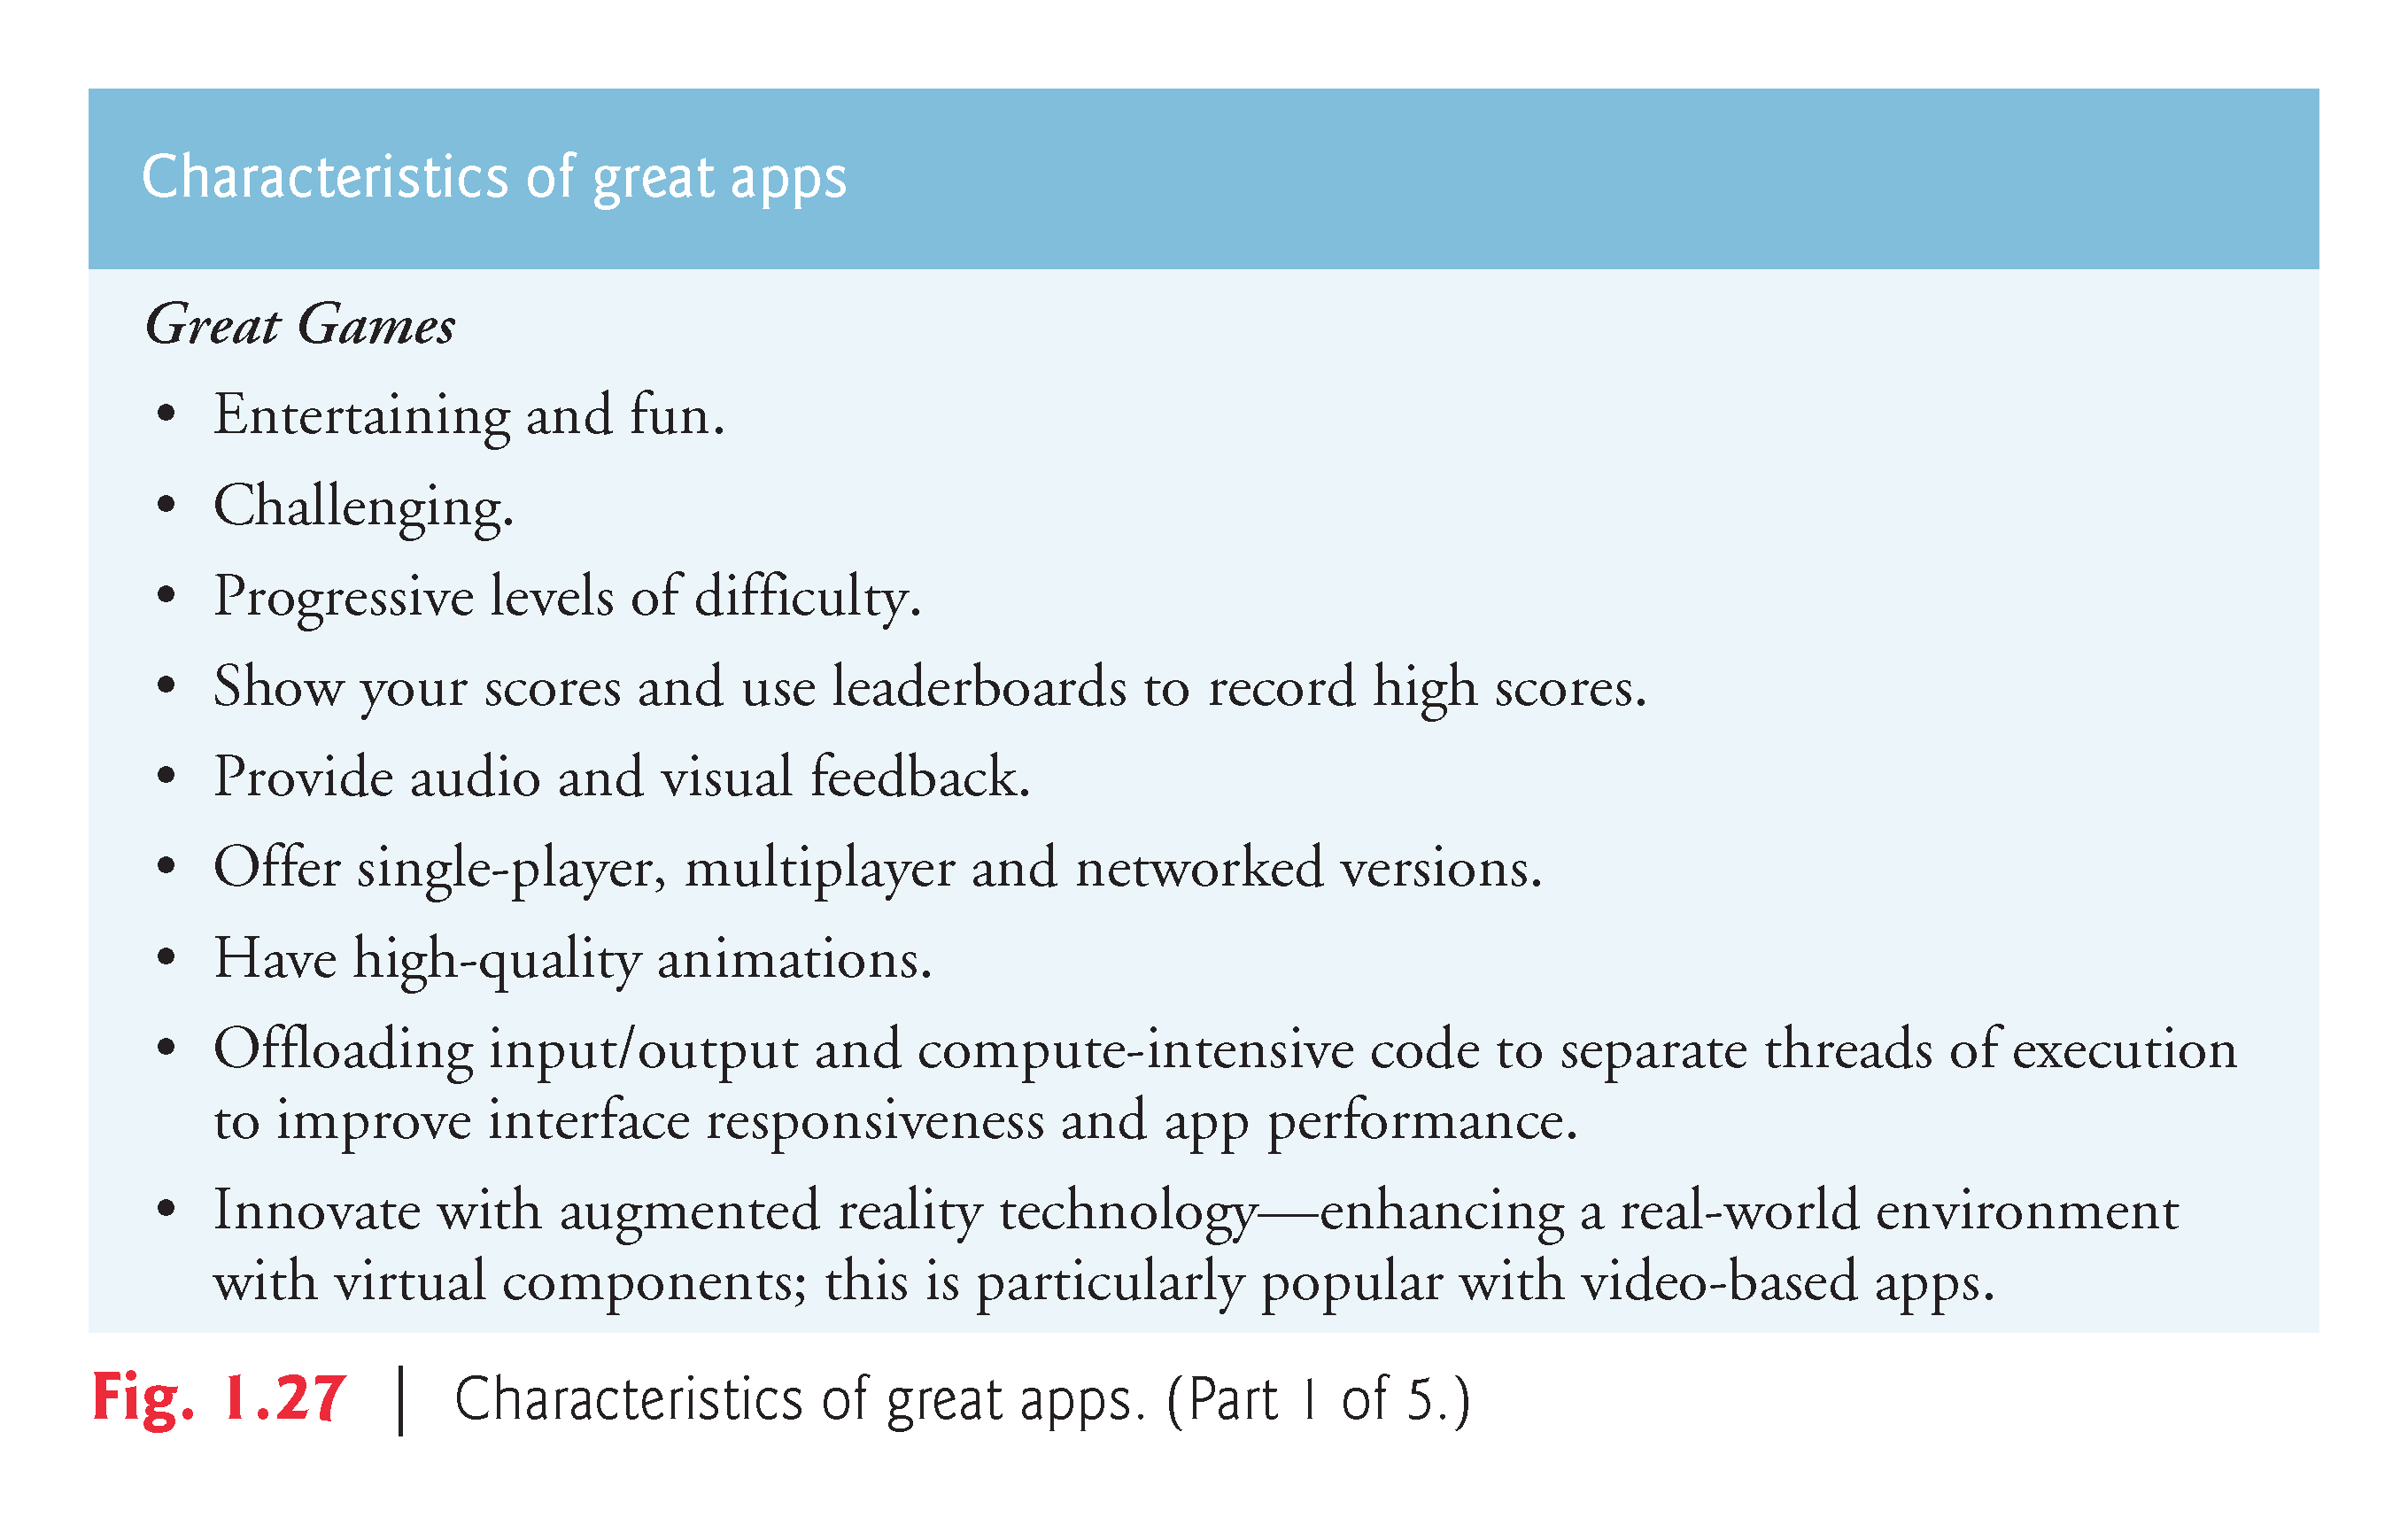 Characteristics of great apps
Great Games
• Entertaining and fun.
• Challenging.
• Progressive levels of difficulty.
• Show your scores and use leaderboards to record high scores.
• Provide audio and visual feedback.
• Offer single-player, multiplayer and networked versions.
• Have high-quality animations.
• Offloading input/output and compute-intensive code to separate threads of execution
to improve interface responsiveness and app performance.
• Innovate with augmented reality technology—enhancing a real-world environment
with virtual components; this is particularly popular with video-based apps.
Fig. 1.27 | Characteristics of great apps. (Part 1 of 5.)